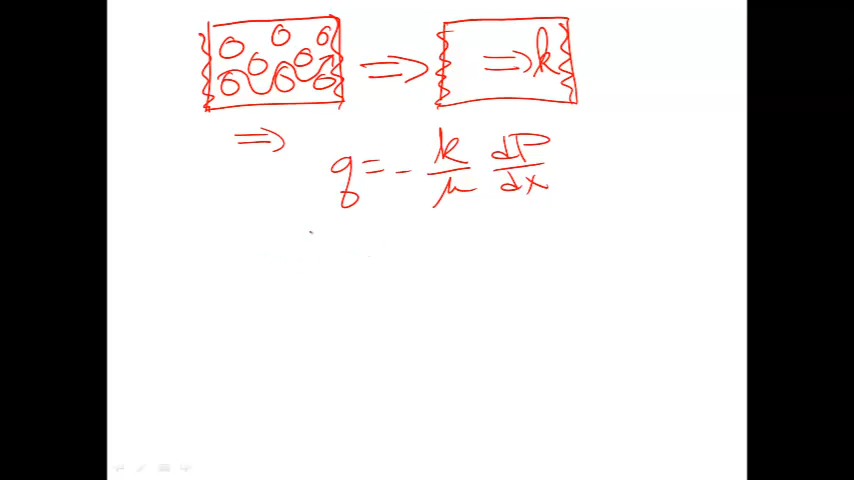 ⇒ ⇒ k
⇒
q = - k/μ dP/dx